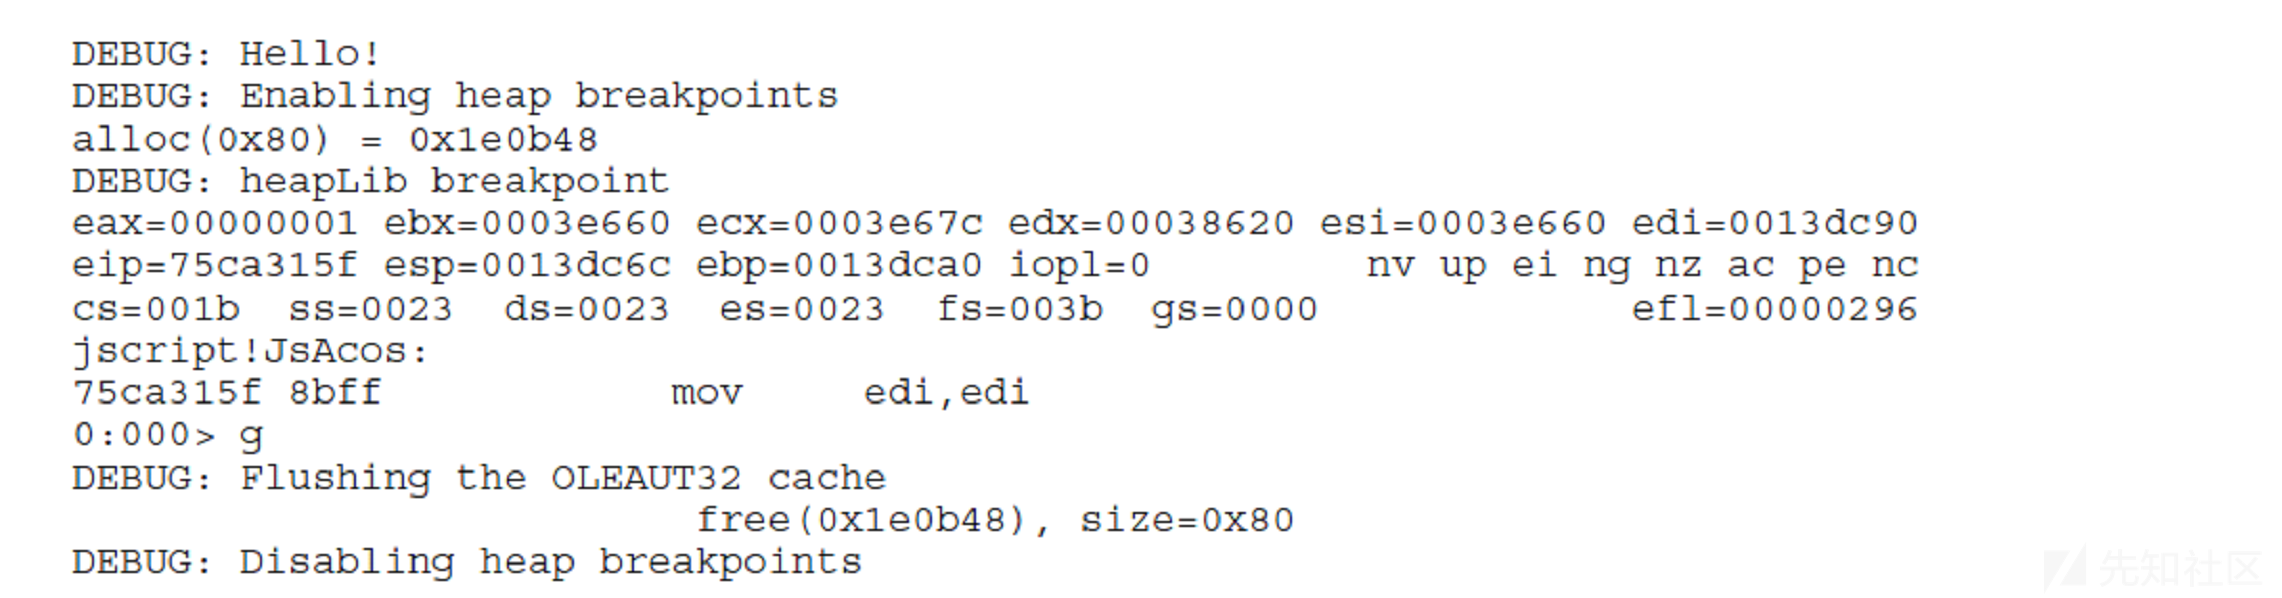 DEBUG: Hello!
DEBUG: Enabling heap breakpoints
alloc(0x80) = 0x1e0b48
DEBUG: heapLib breakpoint
eax=00000001 ebx=0003e660 ecx=0003e67c edx=00038620 esi=0003e660 edi=0013dc90
eip=75ca315f esp=0013dc6c ebp=0013dca0 iopl=0         nv up ei ng nz ac pe nc
cs=001b  ss=0023  ds=0023  es=0023  fs=003b  gs=0000             efl=00000296
jscript!JsAcos:
75ca315f 8bff            mov     edi,edi
0:000> g
DEBUG: Flushing the OLEAUT32 cache
                          free(0x1e0b48), size=0x80
DEBUG: Disabling heap breakpoints
先知社区